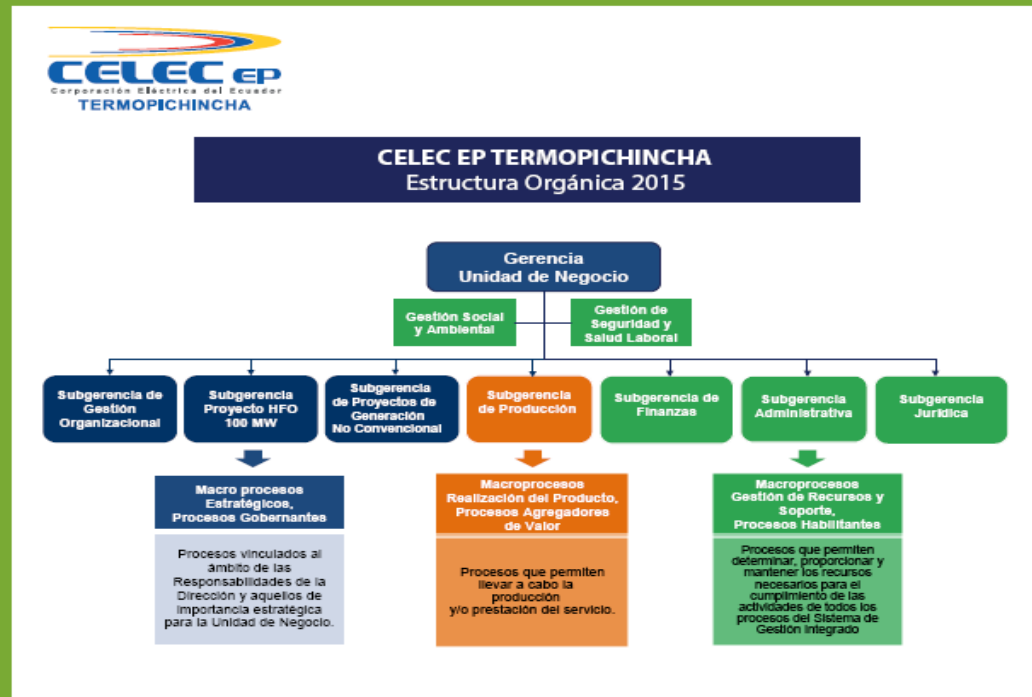 CELEC EP
Corporación Eléctrica del Ecuador
TERMOPICHINCHA
CELEC EP TERMOPICHINCHA
Estructura Orgánica 2015
Gerencia
Unidad de Negocio
Gestión Social
y Ambiental
Gestión de
Seguridad y
Salud Laboral
Subgerencia de
Gestión
Organizacional
Subgerencia
Proyecto HFO
100 MW
Subgerencia
de Proyectos de
Generación
No Convencional
Subgerencia
de Producción
Subgerencia de
Finanzas
Subgerencia
Administrativa
Subgerencia
Jurídica
Macro procesos
Estratégicos,
Procesos Gobernantes
Procesos vinculados al
ámbito de las
Responsabilidades de la
Dirección y aquellos de
importancia estratégica
para la Unidad de Negocio.
Macroprocesos
Realización del Producto,
Procesos Agregadores
de Valor
Procesos que permiten
llevar a cabo la
producción
y/o prestación del servicio.
Macroprocesos
Gestión de Recursos y
Soporte,
Procesos Habilitantes
Procesos que permiten
determinar, proporcionar y
mantener los recursos
necesarios para el
cumplimiento de las
actividades de todos los
procesos del Sistema de
Gestión Integrado